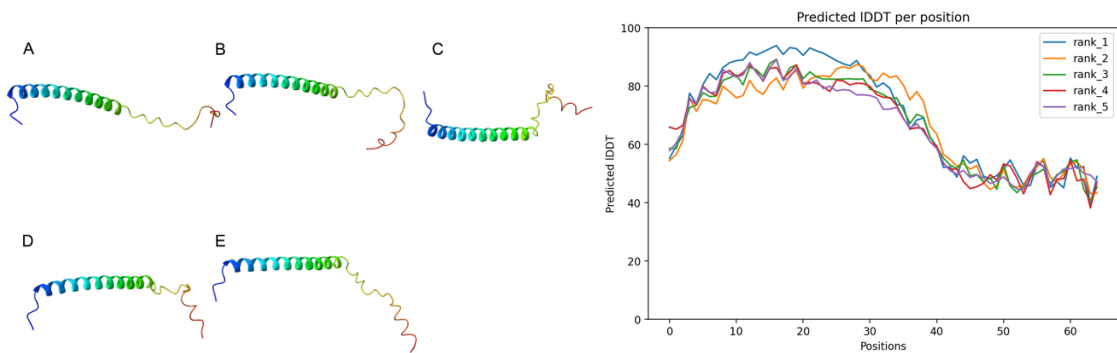 A
B
C
D
E
Predicted lDDT per position
Predicted lDDT
100
80
60
40
20
0
0
10
20
30
40
50
60
Positions
rank_1
rank_2
rank_3
rank_4
rank_5